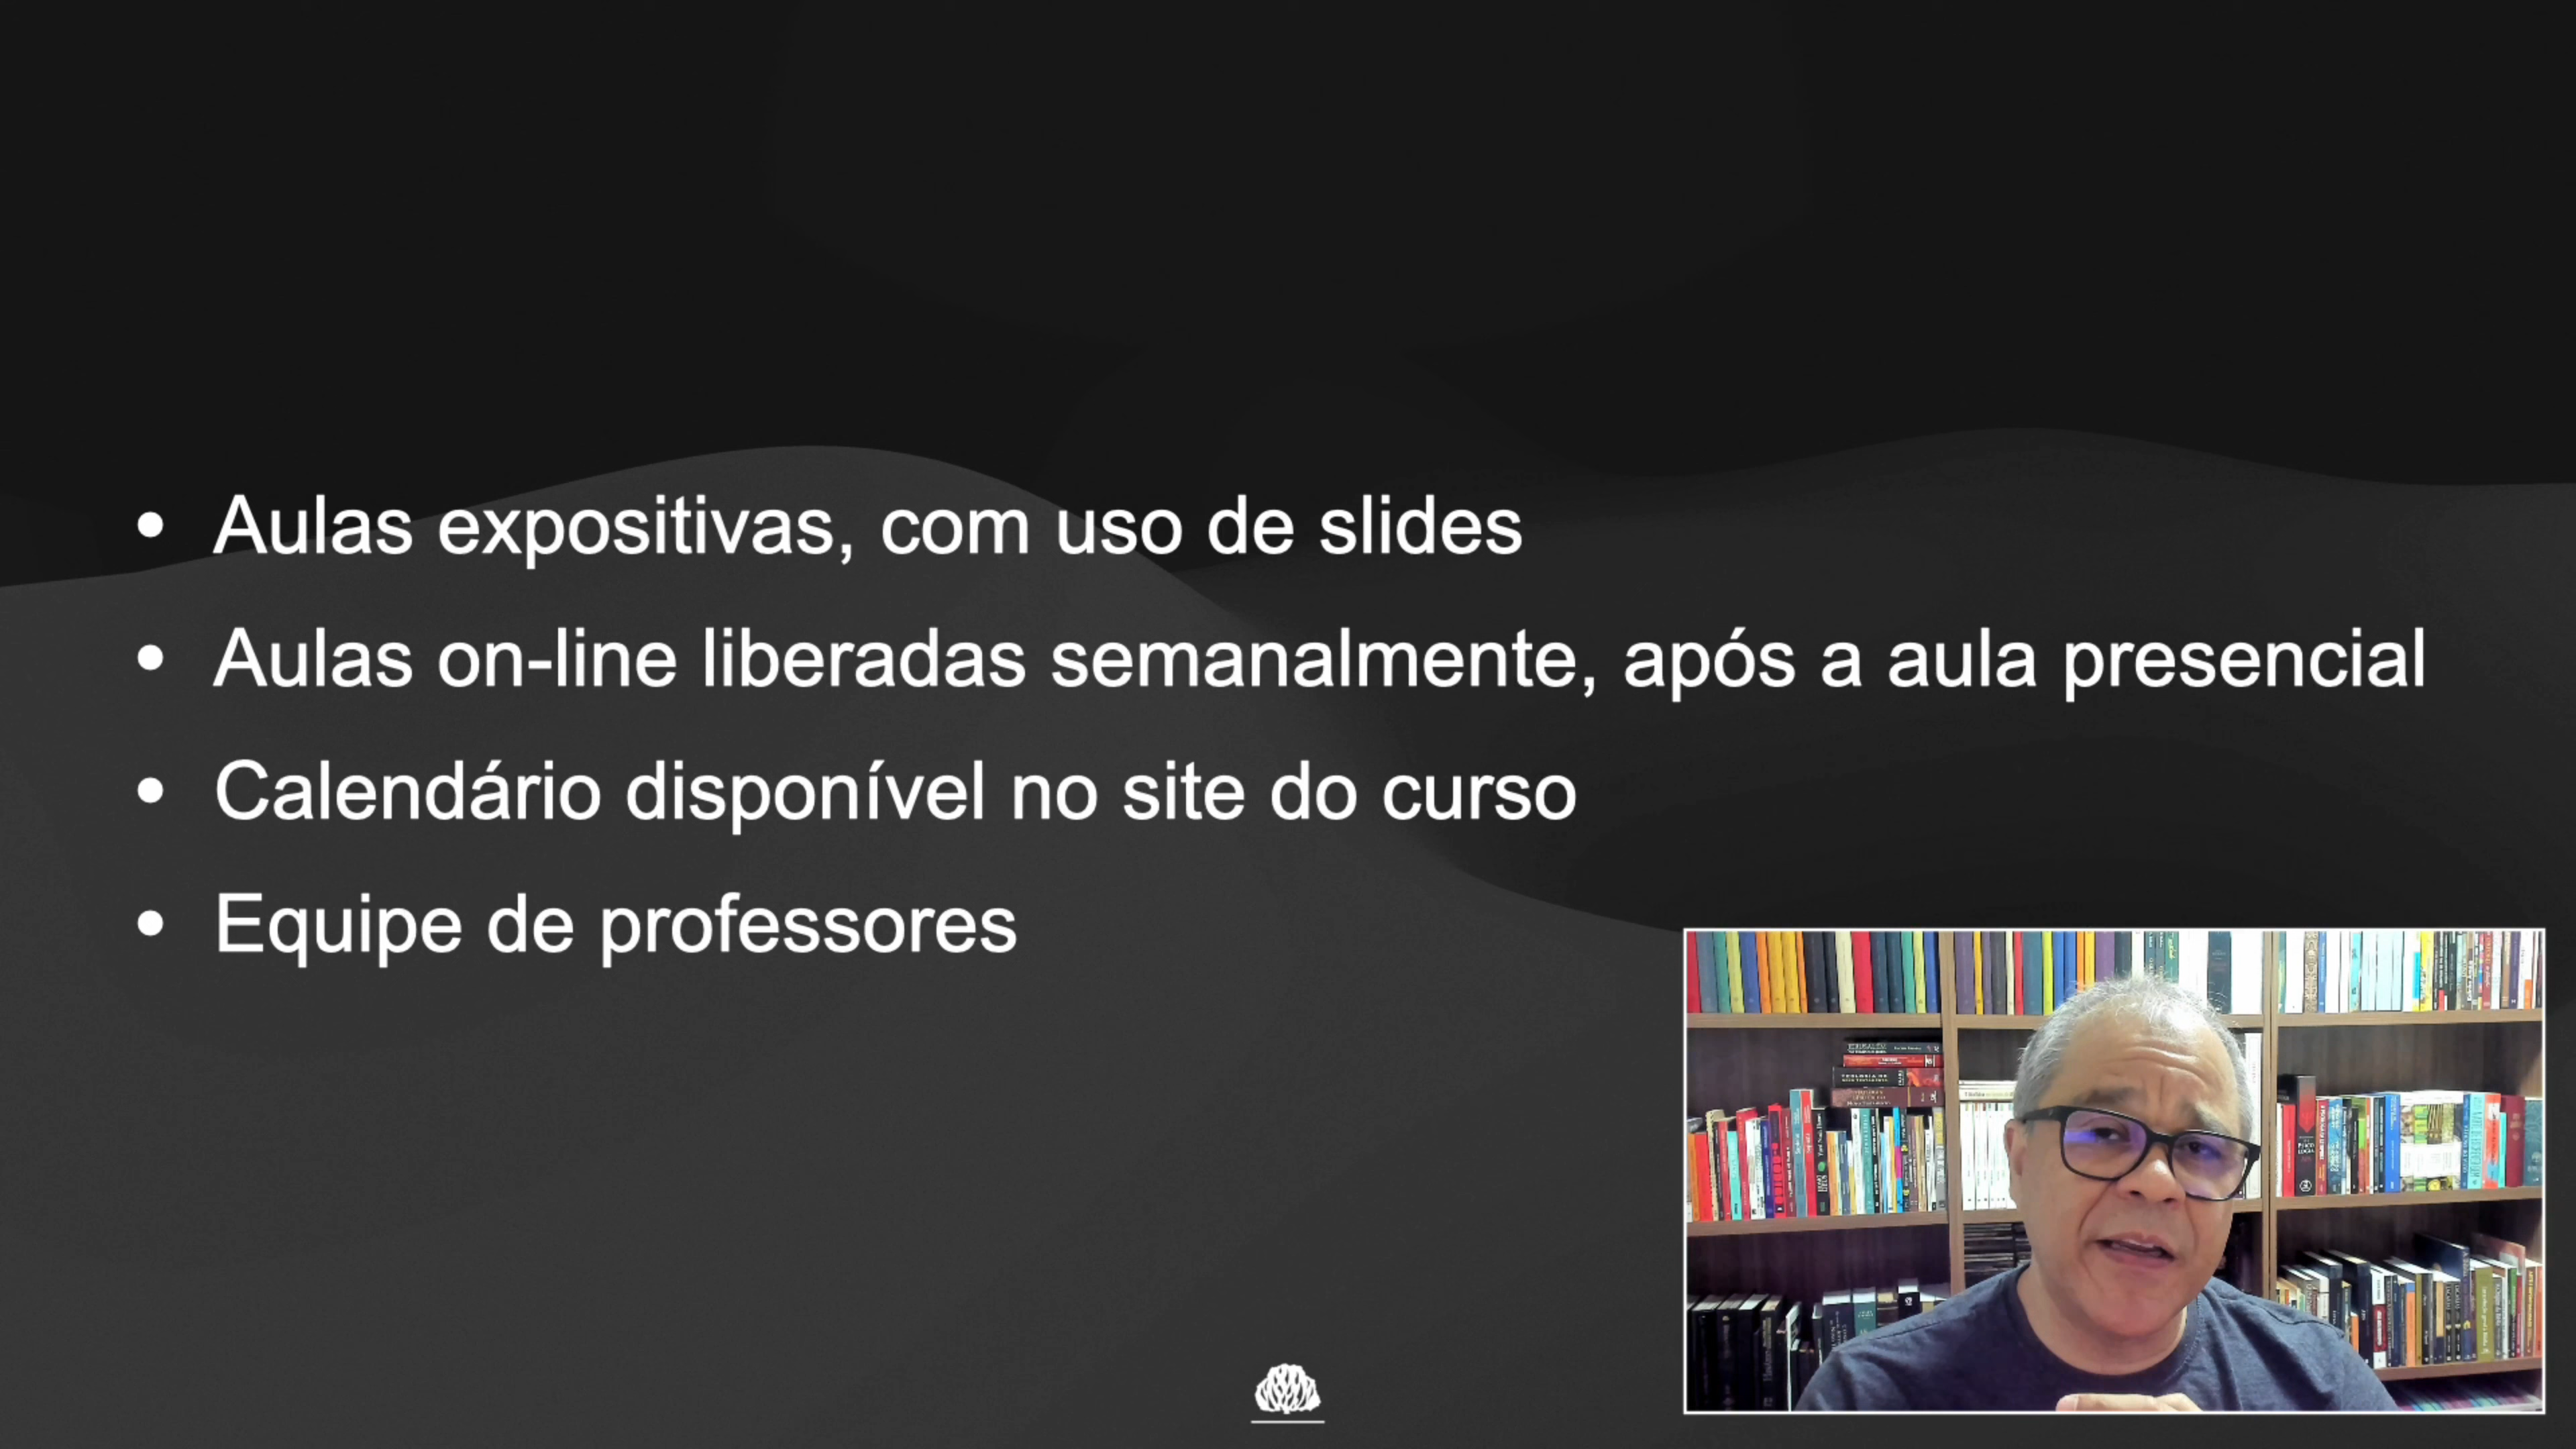 • Aulas expositivas, com uso de slides
• Aulas on-line liberadas semanalmente, após a aula presencial
• Calendário disponível no site do curso
• Equipe de professores